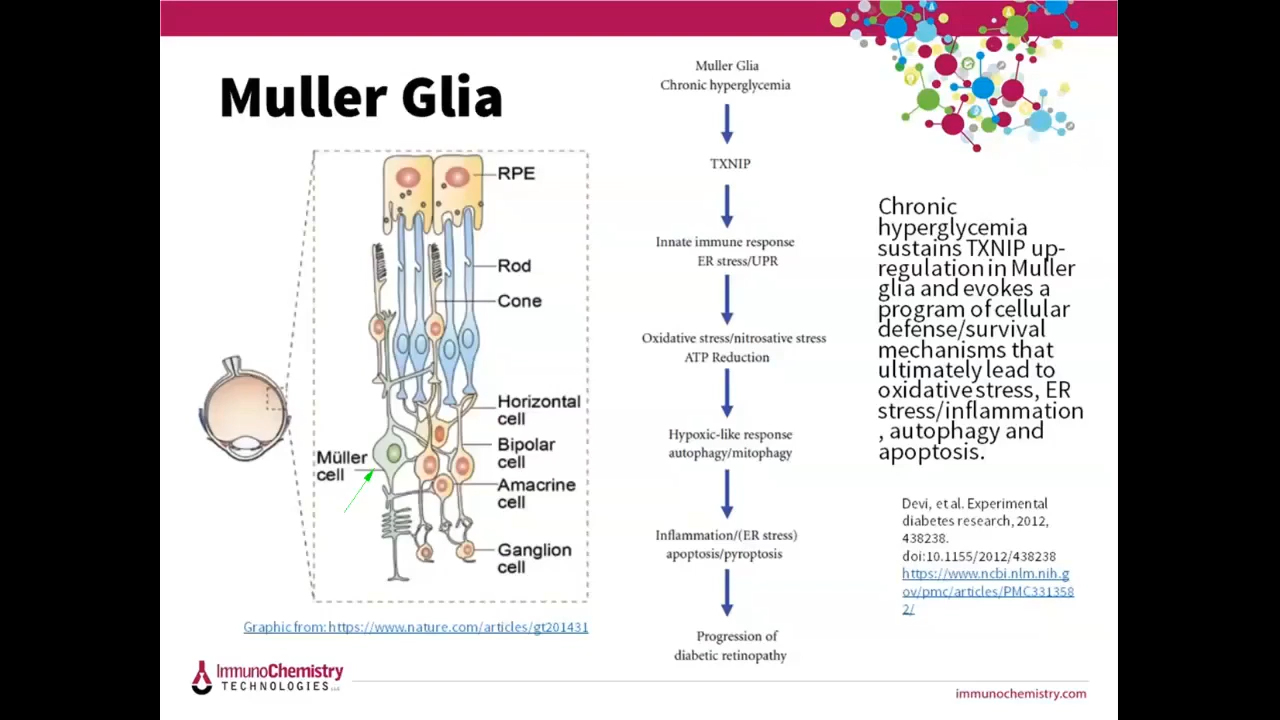 Muller Glia
RPE
Rod
Cone
Horizontal
cell
Bipolar
cell
Müller
cell
Amacrine
cell
Ganglion
cell
Graphic from: https://www.nature.com/articles/gt201431
Muller Glia
Chronic hyperglycemia
TXNIP
Innate immune response
ER stress/UPR
Oxidative stress/nitrosative stress
ATP Reduction
Hypoxic-like response
autophagy/mitophagy
Inflammation/(ER stress)
apoptosis/pyroptosis
Progression of
diabetic retinopathy
Chronic
hyperglycemia
sustains TXNIP up-
regulation in Muller
glia and evokes a
program of cellular
defense/survival
mechanisms that
ultimately lead to
oxidative stress, ER
stress/inflammation
, autophagy and
apoptosis.
Devi, et al. Experimental
diabetes research, 2012,
438238.
doi:10.1155/2012/438238
https://www.ncbi.nlm.nih.g
ov/pmc/articles/PMC331358
2/
ImmunoChemistry
TECHNOLOGIES LLC
immunochemistry.com